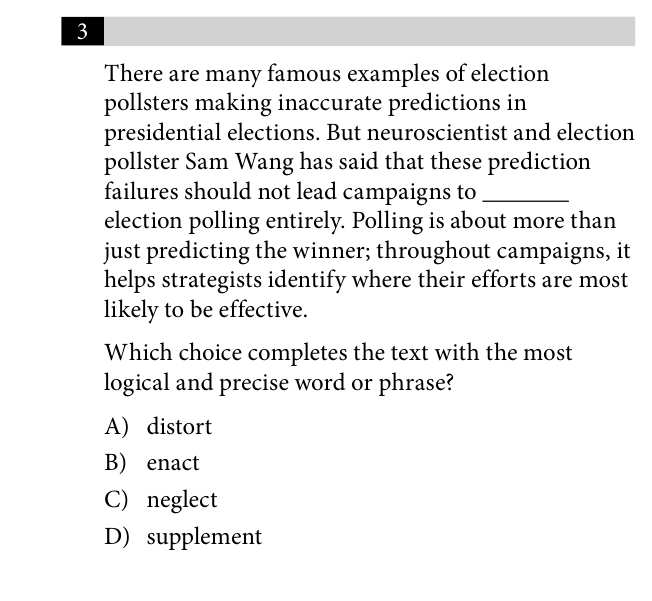 3
There are many famous examples of election
pollsters making inaccurate predictions in
presidential elections. But neuroscientist and election
pollster Sam Wang has said that these prediction
failures should not lead campaigns to ________
election polling entirely. Polling is about more than
just predicting the winner; throughout campaigns, it
helps strategists identify where their efforts are most
likely to be effective.
Which choice completes the text with the most
logical and precise word or phrase?
A) distort
B) enact
C) neglect
D) supplement